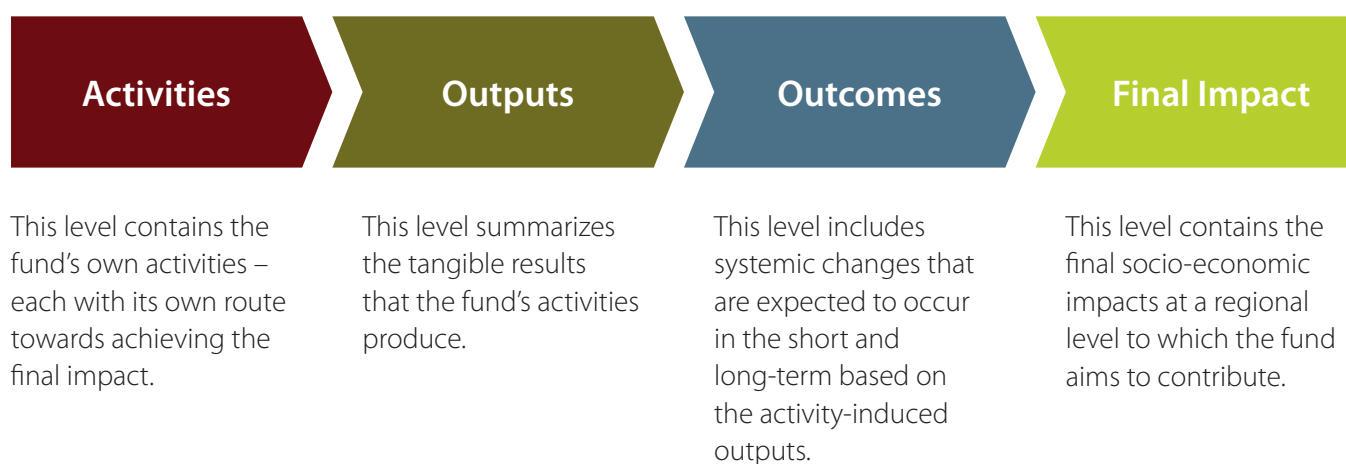 Activities
Outputs
Outcomes
Final Impact
This level contains the
fund's own activities –
each with its own route
towards achieving the
final impact.
This level summarizes
the tangible results
that the fund's activities
produce.
This level includes
systemic changes that
are expected to occur
in the short and
long-term based on
the activity-induced
outputs.
This level contains the
final socio-economic
impacts at a regional
level to which the fund
aims to contribute.